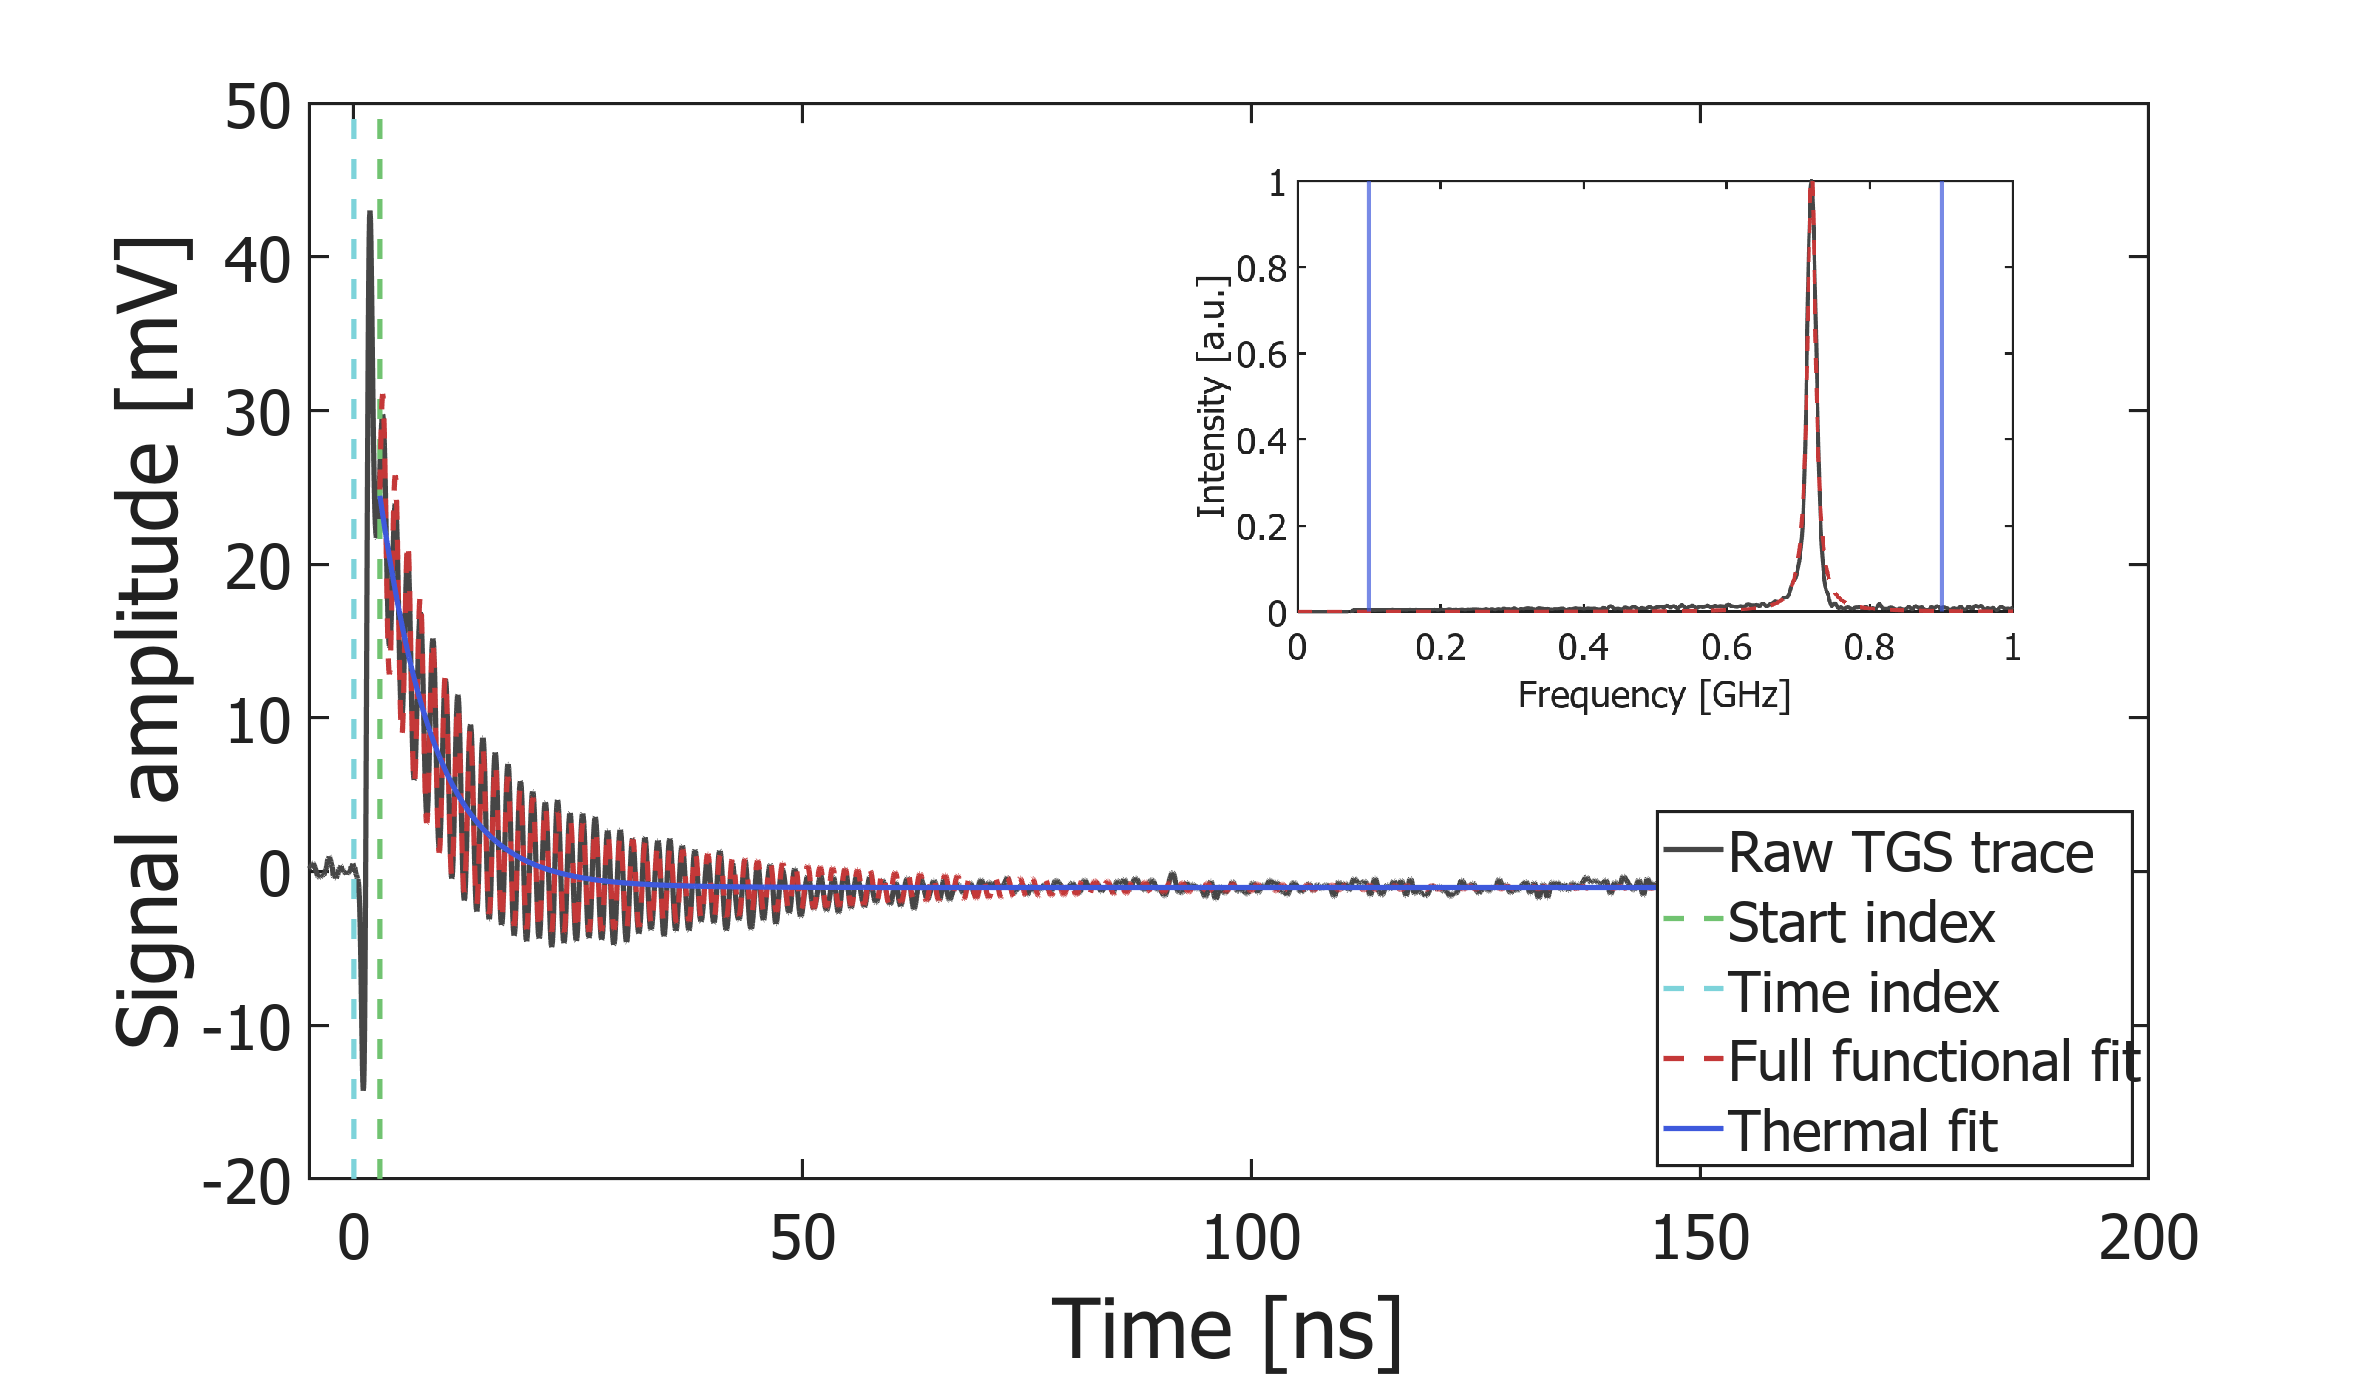 50
40
30
20
10
0
-10
-20
Signal amplitude [mV]
0 50 100 150 200
Time [ns]
1
0.8
0.6
0.4
0.2
0
Intensity [a.u.]
0 0.2 0.4 0.6 0.8 1
Frequency [GHz]
Raw TGS trace
Start index
Time index
Full functional fit
Thermal fit